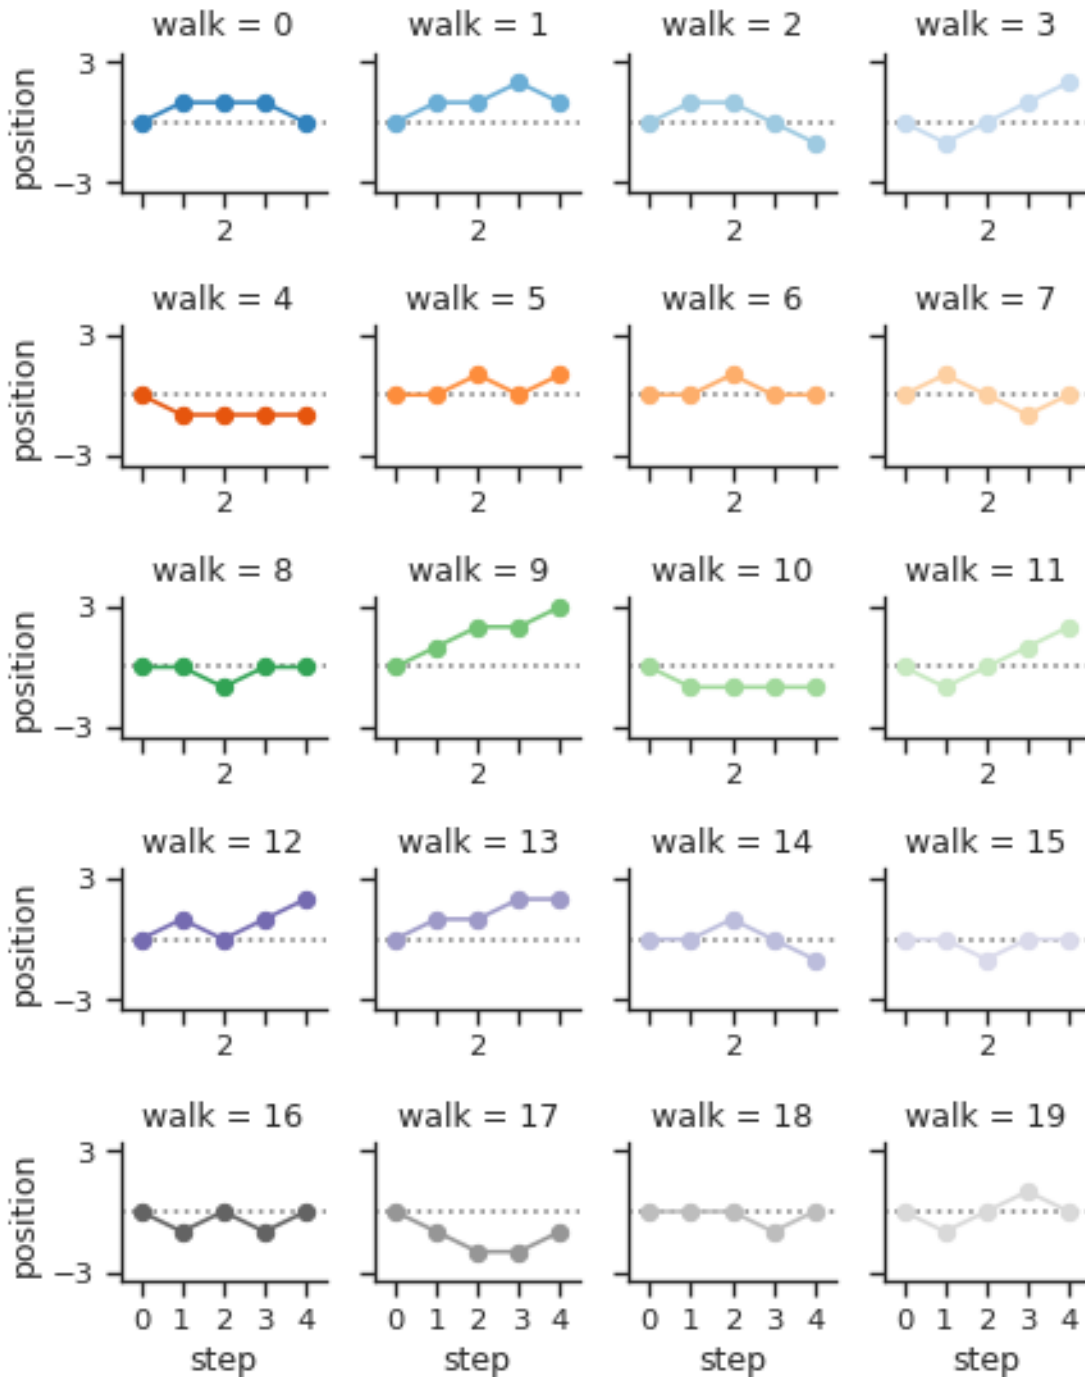 walk = 0 walk = 1 walk = 2 walk = 3
position
3
−3
2 2 2 2
walk = 4 walk = 5 walk = 6 walk = 7
position
3
−3
2 2 2 2
walk = 8 walk = 9 walk = 10 walk = 11
position
3
−3
2 2 2 2
walk = 12 walk = 13 walk = 14 walk = 15
position
3
−3
2 2 2 2
walk = 16 walk = 17 walk = 18 walk = 19
position
3
−3
0 1 2 3 4 0 1 2 3 4 0 1 2 3 4 0 1 2 3 4
step step step step